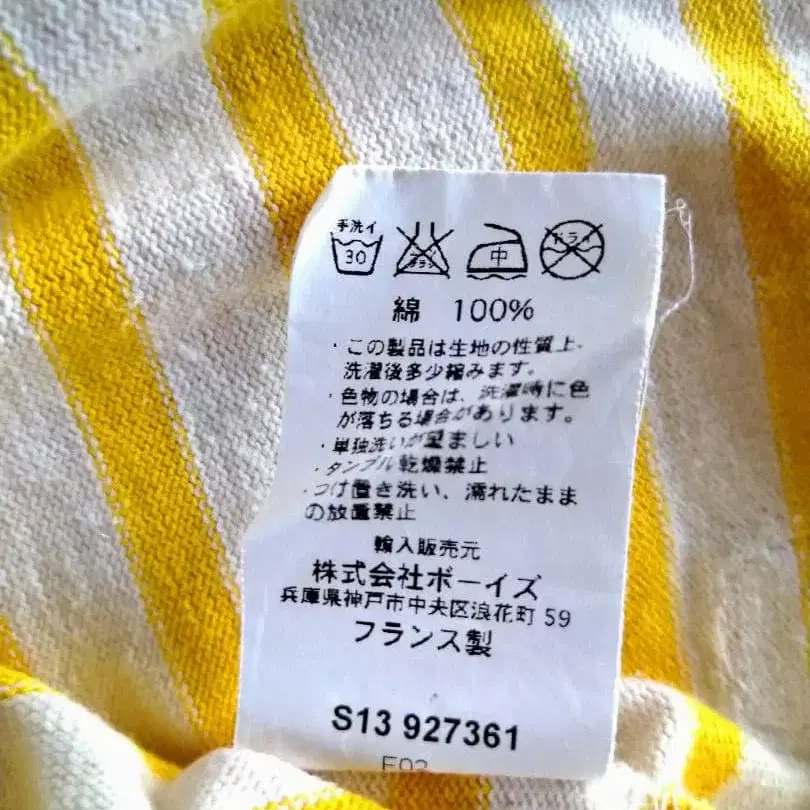 手洗イ
30 エンソサラシ 中 ドライ
綿 100%
・この製品は生地の性質上、
洗濯後多少縮みます。
・色物の場合は、洗濯時に色
が落ちる場合があります。
・単独洗いが望ましい
・タンブル乾燥禁止
・つけ置き洗い、濡れたまま
の放置禁止
輸入販売元
株式会社ボーイズ
兵庫県神戸市中央区浪花町 59
フランス製
S13 927361